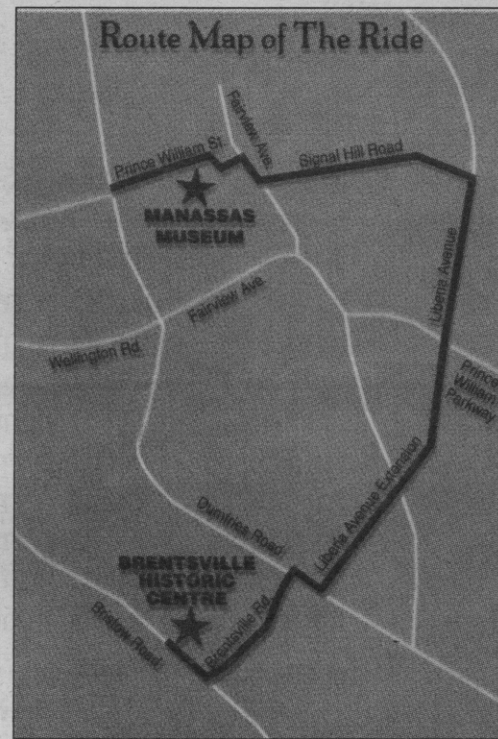 Route Map of The Ride
Fairview Ave.
Prince William St.
Signal Hill Road
MANASSAS
MUSEUM
Liberia Avenue
Fairview Ave.
Wellington Rd.
Prince
William
Parkway
Liberia Avenue Extension
Dumfries Road
BRENTSVILLE
HISTORIC
CENTRE
Bristow Road
Brentsville Rd.